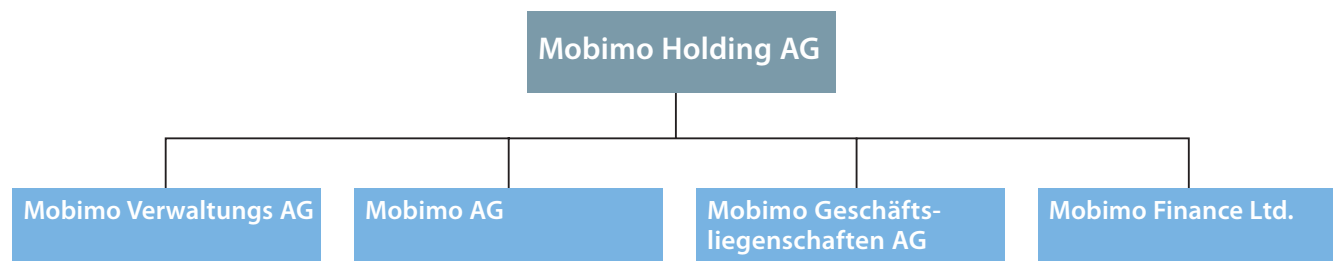 Mobimo Holding AG
Mobimo Verwaltungs AG
Mobimo AG
Mobimo Geschäfts-
liegenschaften AG
Mobimo Finance Ltd.